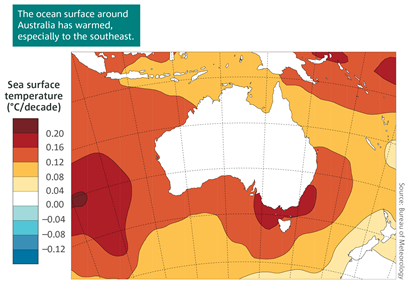 The ocean surface around
Australia has warmed,
especially to the southeast.
Sea surface
temperature
(°C/decade)
0.20
0.16
0.12
0.08
0.04
0.00
−0.04
−0.08
−0.12
Source: Bureau of Meteorology